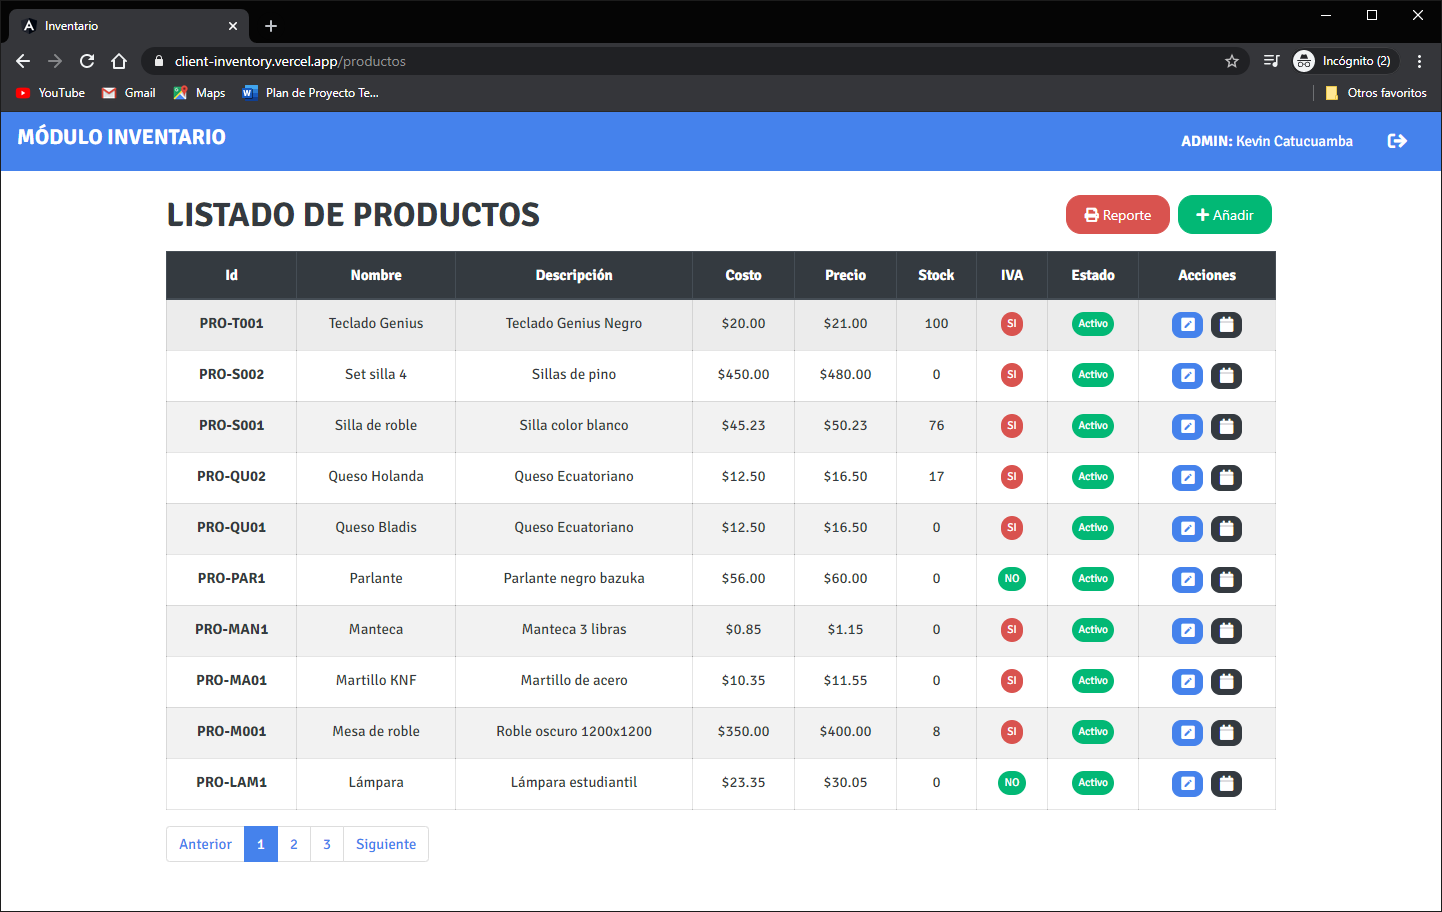 Inventario
client-inventory.vercel.app/productos
Incógnito (2)
YouTube Gmail Maps Plan de Proyecto Te... Otros favoritos
MÓDULO INVENTARIO
ADMIN: Kevin Catucuamba
LISTADO DE PRODUCTOS
Reporte Añadir
Id Nombre Descripción Costo Precio Stock IVA Estado Acciones
PRO-T001 Teclado Genius Teclado Genius Negro $20.00 $21.00 100 SI Activo
PRO-S002 Set silla 4 Sillas de pino $450.00 $480.00 0 SI Activo
PRO-S001 Silla de roble Silla color blanco $45.23 $50.23 76 SI Activo
PRO-QU02 Queso Holanda Queso Ecuatoriano $12.50 $16.50 17 SI Activo
PRO-QU01 Queso Bladis Queso Ecuatoriano $12.50 $16.50 0 SI Activo
PRO-PAR1 Parlante Parlante negro bazuka $56.00 $60.00 0 NO Activo
PRO-MAN1 Manteca Manteca 3 libras $0.85 $1.15 0 SI Activo
PRO-MA01 Martillo KNF Martillo de acero $10.35 $11.55 0 SI Activo
PRO-M001 Mesa de roble Roble oscuro 1200x1200 $350.00 $400.00 8 SI Activo
PRO-LAM1 Lámpara Lámpara estudiantil $23.35 $30.05 0 NO Activo
Anterior 1 2 3 Siguiente